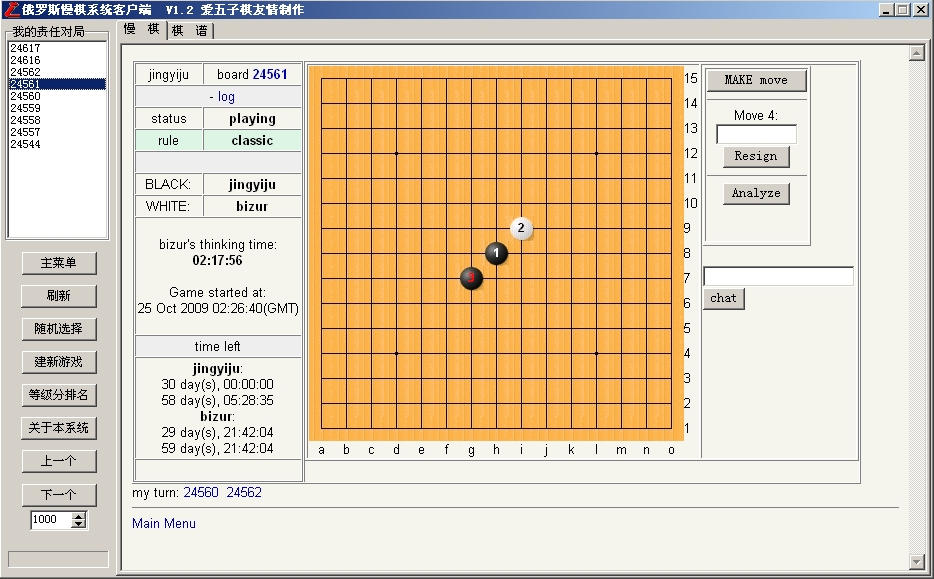 俄罗斯慢棋系统客户端 V1.2 爱五子棋友情制作
我的责任对局
24617
24616
24562
24561
24560
24559
24558
24557
24544
主菜单
刷新
随机选择
建新游戏
等级分排名
关于本系统
上一个
下一个
1000
慢 棋
棋 谱
jingyiju board 24561
- log
status playing
rule classic
BLACK: jingyiju
WHITE: bizur
bizur's thinking time:
02:17:56
Game started at:
25 Oct 2009 02:26:40(GMT)
time left
jingyiju:
30 day(s), 00:00:00
58 day(s), 05:28:35
bizur:
29 day(s), 21:42:04
59 day(s), 21:42:04
15
14
13
12
11
10
2
9
1
8
3
7
6
5
4
3
2
1
a b c d e f g h i j k l m n o
MAKE move
Move 4:
Resign
Analyze
chat
my turn: 24560 24562
Main Menu